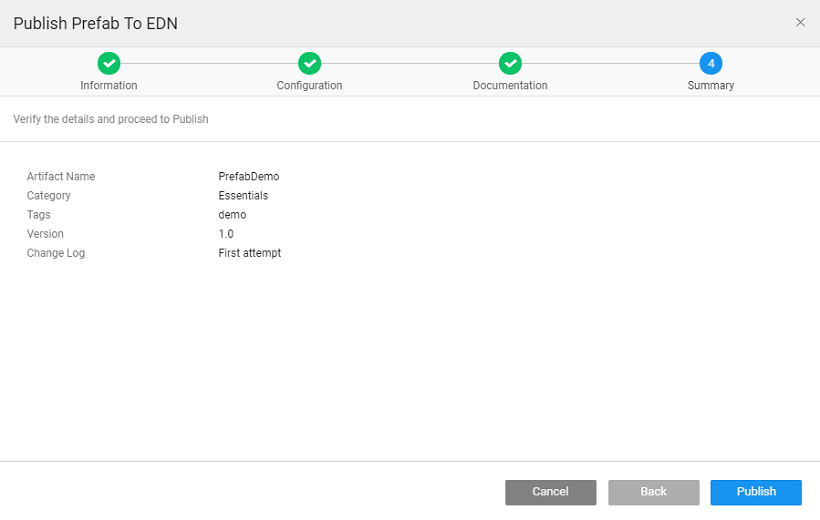 Publish Prefab To EDN
4
Information Configuration Documentation Summary
Verify the details and proceed to Publish
Artifact Name PrefabDemo
Category Essentials
Tags demo
Version 1.0
Change Log First attempt
Cancel Back Publish